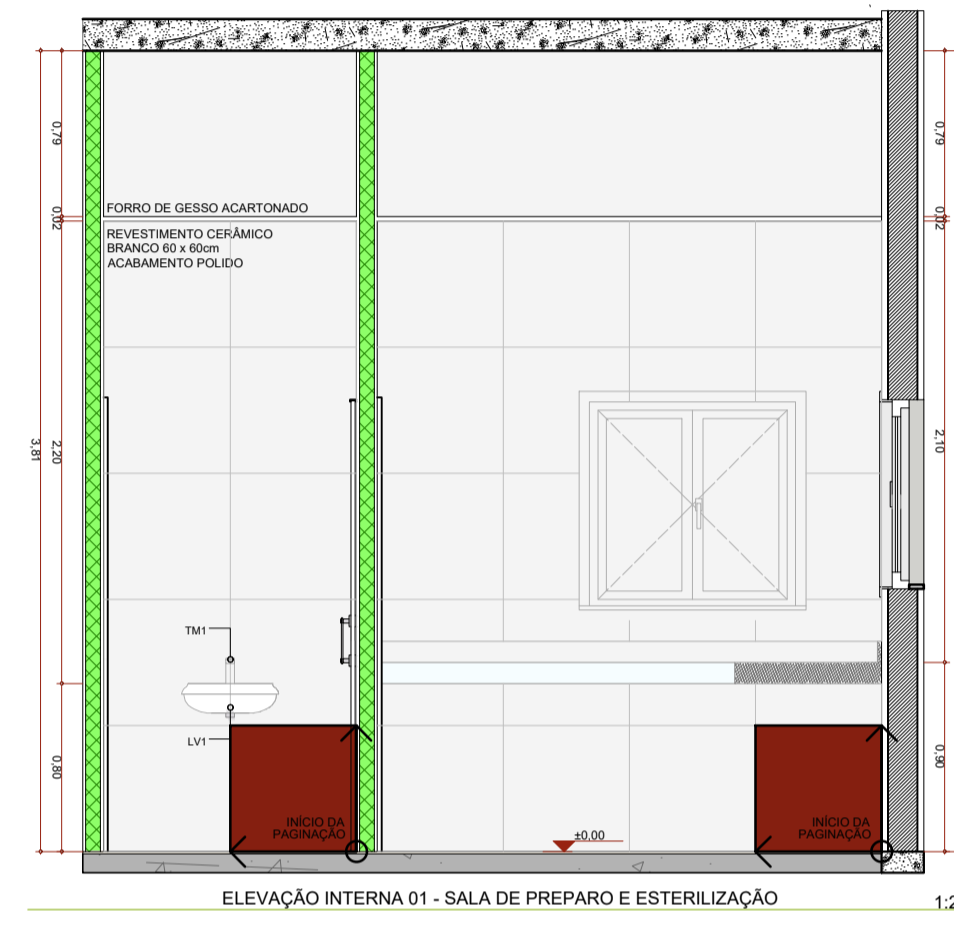 0,79
0,79
FORRO DE GESSO ACARTONADO
0,02
0,02
REVESTIMENTO CERÂMICO
BRANCO 60 x 60cm
ACABAMENTO POLIDO
3,81
2,20
2,10
TM1
LV1
0,80
0,90
INÍCIO DA
PAGINAÇÃO
±0,00
INÍCIO DA
PAGINAÇÃO
ELEVAÇÃO INTERNA 01 - SALA DE PREPARO E ESTERILIZAÇÃO
1:2